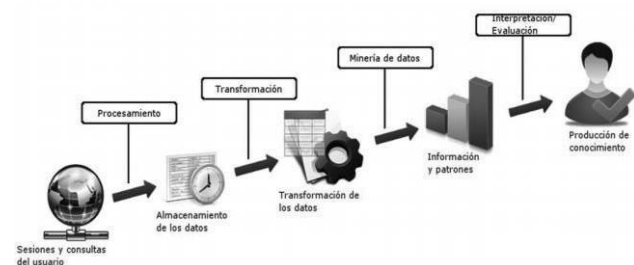 Interpretación/
Evaluación
Minería de datos
Transformación
Procesamiento
Producción de
conocimiento
Información
y patrones
Transformación de
los datos
Almacenamiento
de los datos
Sesiones y consultas
del usuario